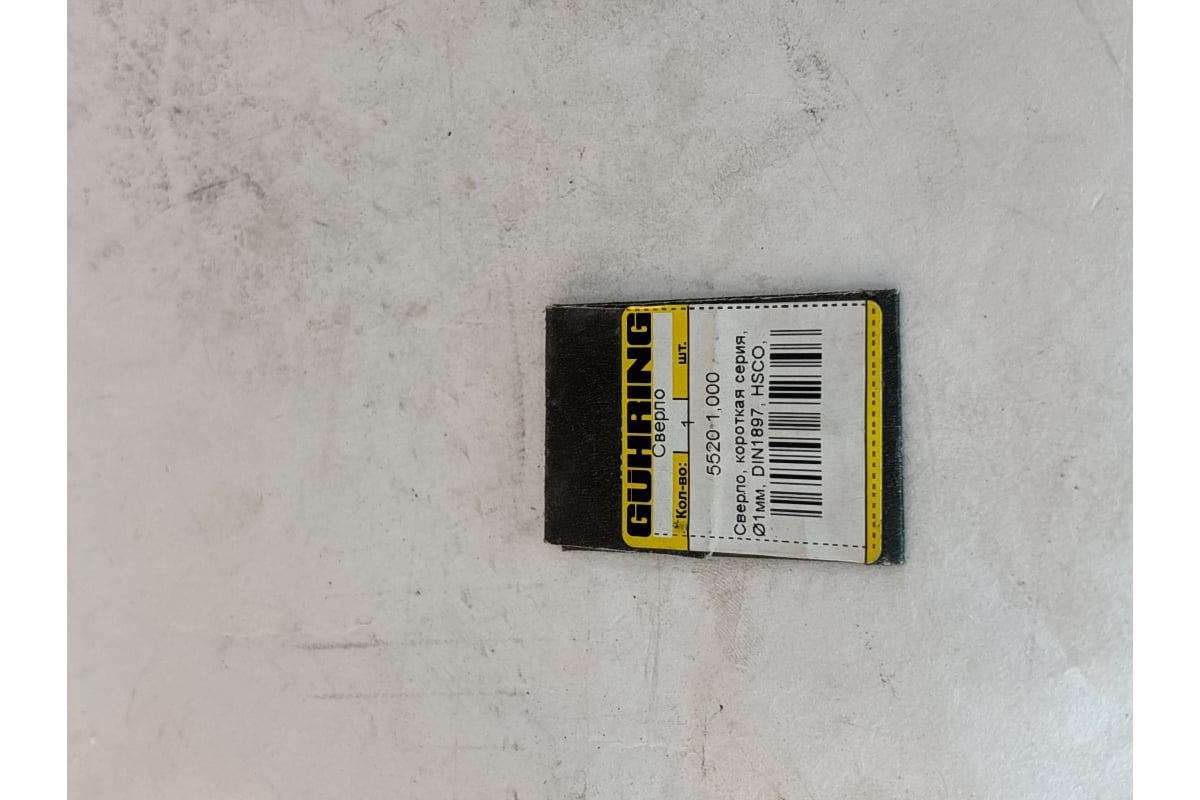 GÜHRING
Сверло
Кол-во: 1 шт.
5520 1,000
Сверло, короткая серия,
Ø1мм, DIN1897, HSCO,